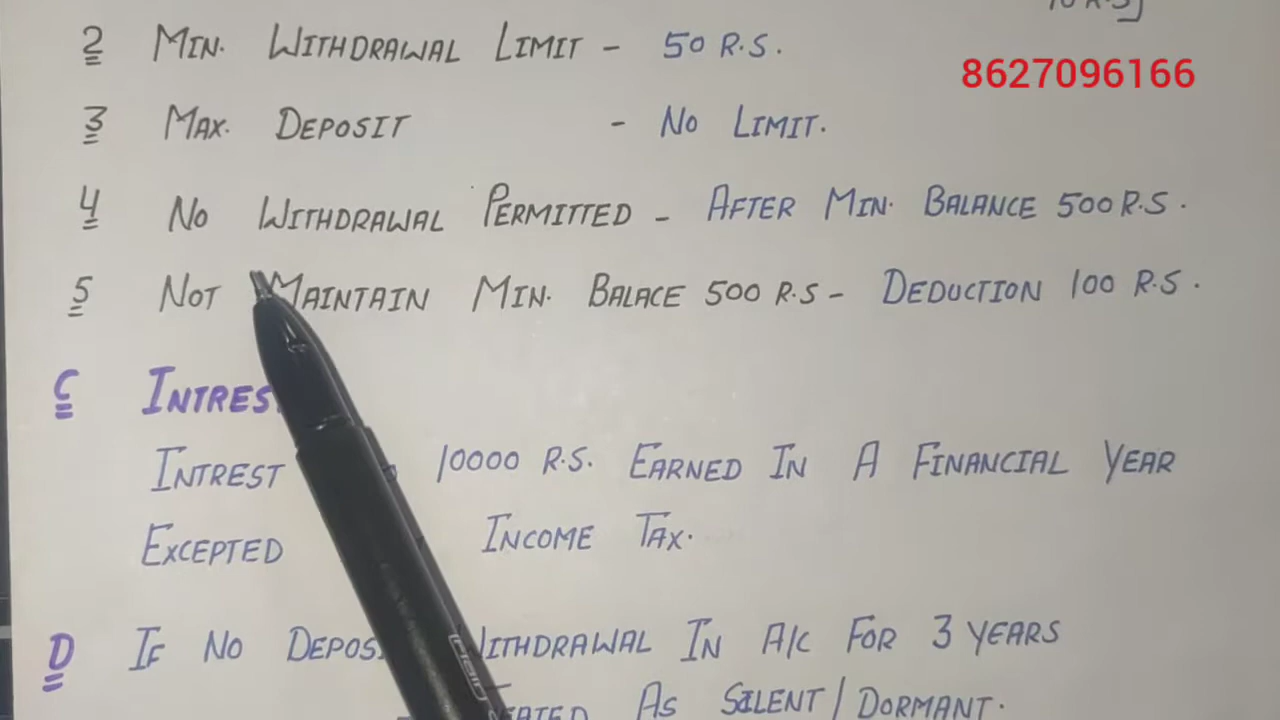 2 MIN. WITHDRAWAL LIMIT - 50 R.S.
8627096166
3 MAX. DEPOSIT - NO LIMIT.
4 NO WITHDRAWAL PERMITTED - AFTER MIN. BALANCE 500 R.S.
5 NOT MAINTAIN MIN. BALACE 500 R.S - DEDUCTION 100 R.S.
C INTRES
INTREST 10000 R.S. EARNED IN A FINANCIAL YEAR
EXCEPTED INCOME TAX.
D IF NO DEPOS WITHDRAWAL IN A/C FOR 3 YEARS
AS SILENT/DORMANT.